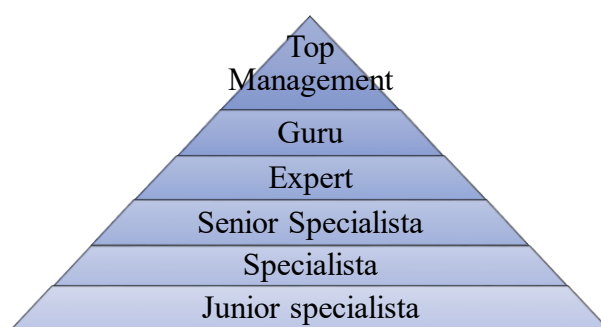 Top
Management
Guru
Expert
Senior Specialista
Specialista
Junior specialista